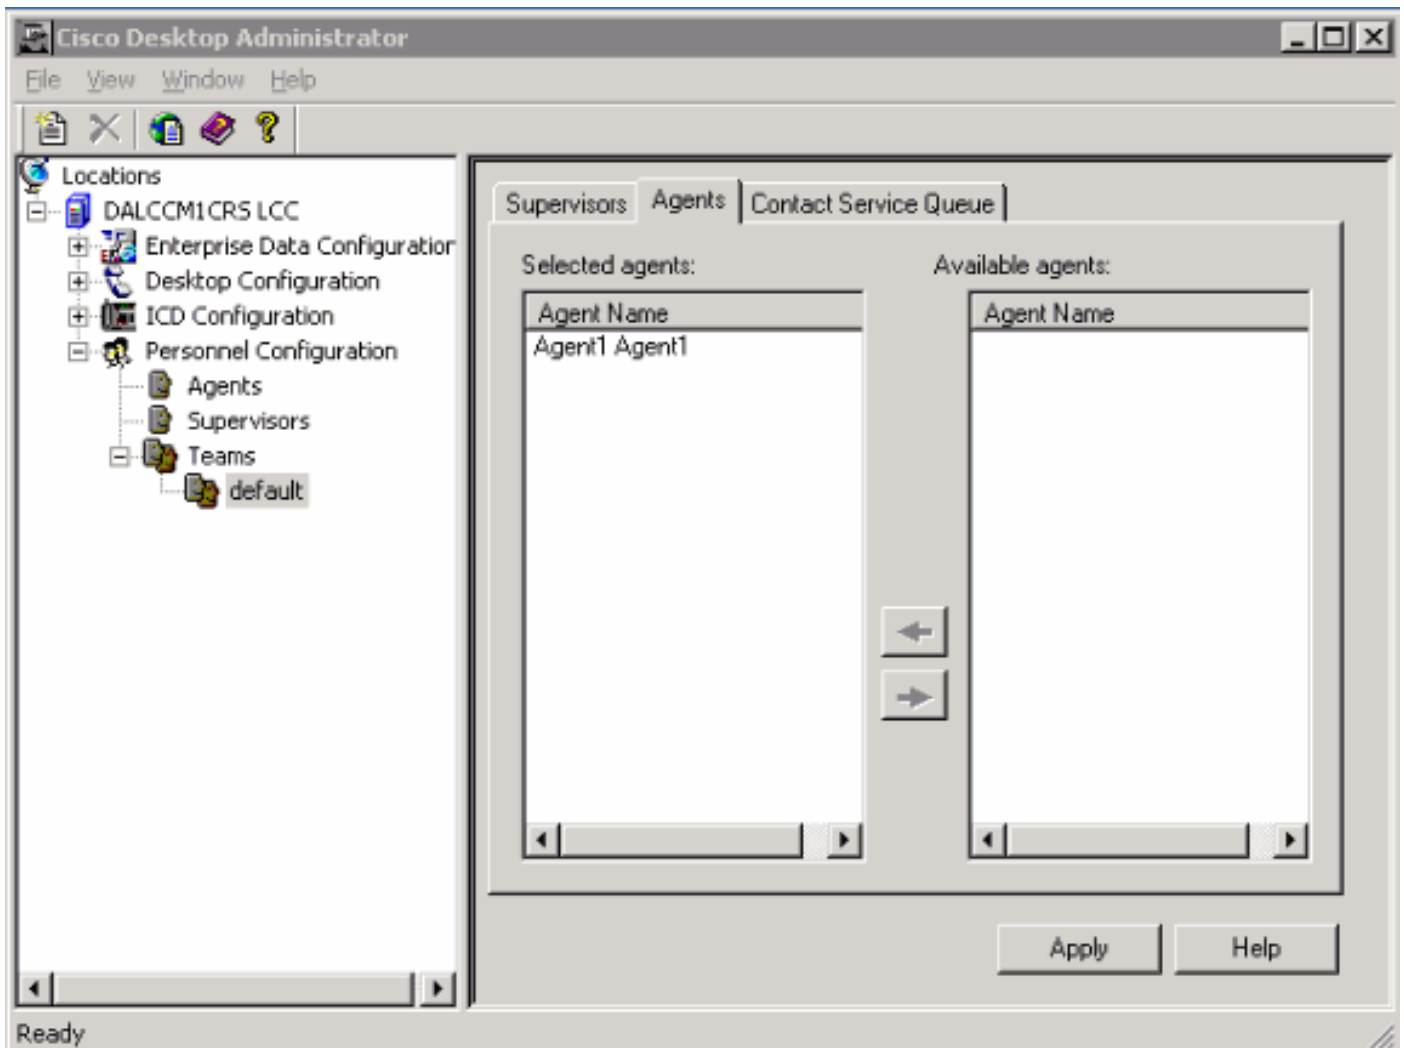 Cisco Desktop Administrator
File View Window Help
Locations
DALCCM1CRS LCC
Enterprise Data Configuration
Desktop Configuration
ICD Configuration
Personnel Configuration
Agents
Supervisors
Teams
default
Supervisors Agents Contact Service Queue
Selected agents: Available agents:
Agent Name Agent Name
Agent1 Agent1
Apply Help
Ready